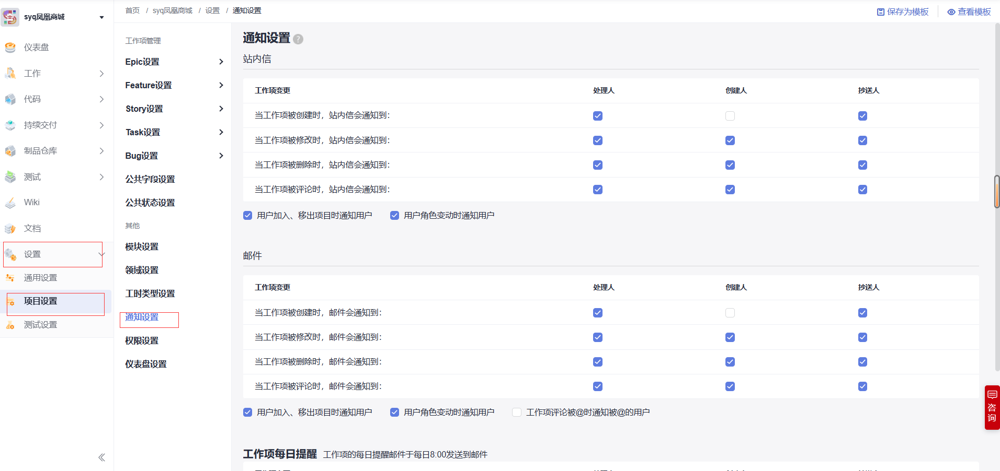 syq凤凰商城
仪表盘
工作
代码
持续交付
制品仓库
测试
Wiki
文档
设置
通用设置
项目设置
测试设置
首页 / syq凤凰商城 / 设置 / 通知设置
保存为模板
查看模板
工作项管理
Epic设置
Feature设置
Story设置
Task设置
Bug设置
公共字段设置
公共状态设置
其他
模块设置
领域设置
工时类型设置
通知设置
权限设置
仪表盘设置
通知设置 ?
站内信
工作项变更 处理人 创建人 抄送人
当工作项被创建时，站内信会通知到：
当工作项被修改时，站内信会通知到：
当工作项被删除时，站内信会通知到：
当工作项被评论时，站内信会通知到：
用户加入、移出项目时通知用户 用户角色变动时通知用户
邮件
工作项变更 处理人 创建人 抄送人
当工作项被创建时，邮件会通知到：
当工作项被修改时，邮件会通知到：
当工作项被删除时，邮件会通知到：
当工作项被评论时，邮件会通知到：
用户加入、移出项目时通知用户 用户角色变动时通知用户 工作项评论被@时通知被@的用户
工作项每日提醒 工作项的每日提醒邮件于每日8:00发送到邮件
咨询